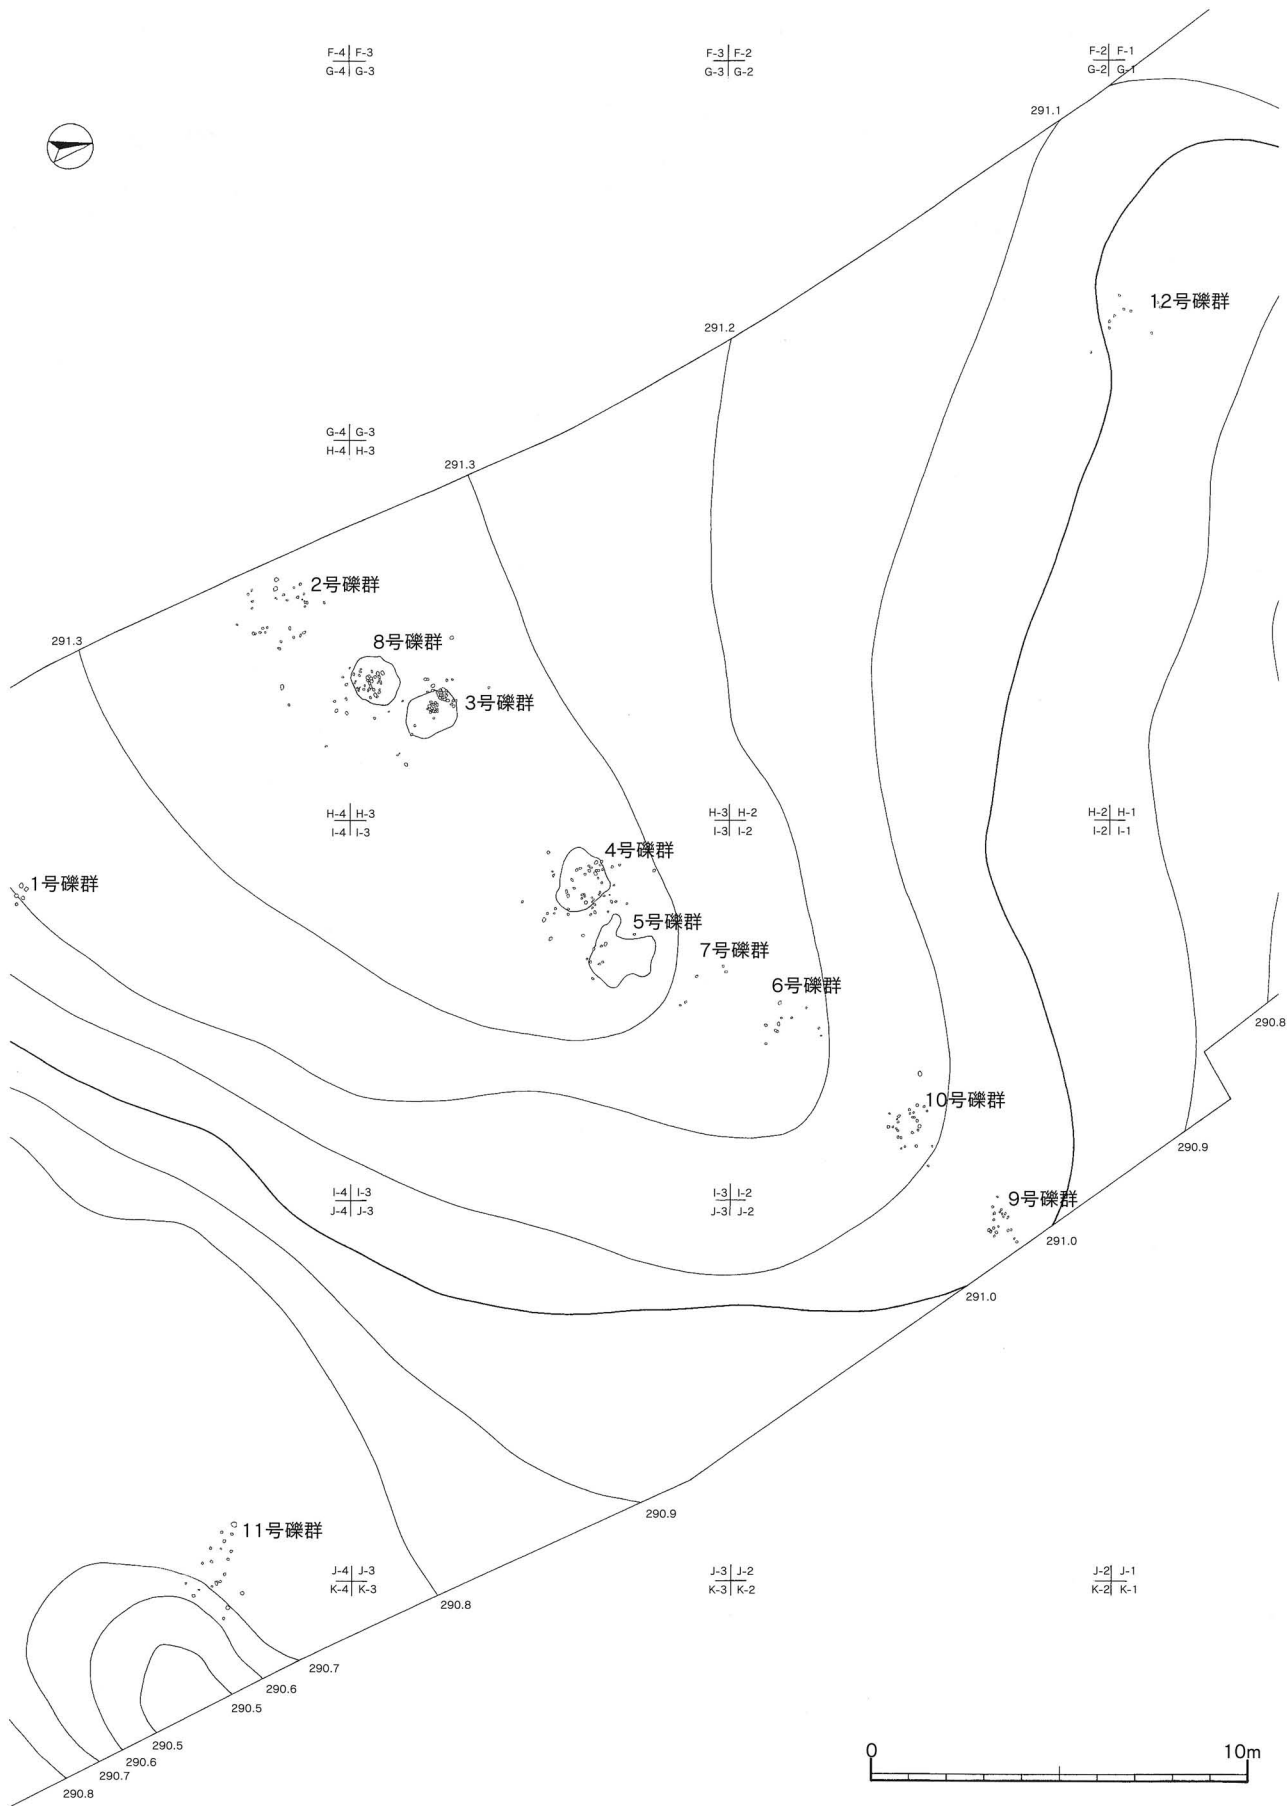 F-4 F-3
G-4 G-3
F-3 F-2
G-3 G-2
F-2 F-1
G-2 G-1
291.1
12号礫群
291.2
G-4 G-3
H-4 H-3
291.3
2号礫群
291.3
8号礫群
3号礫群
H-4 H-3
I-4 I-3
H-3 H-2
I-3 I-2
H-2 H-1
I-2 I-1
4号礫群
1号礫群
5号礫群
7号礫群
6号礫群
290.8
10号礫群
290.9
I-4 I-3
J-4 J-3
I-3 I-2
J-3 J-2
9号礫群
291.0
291.0
290.9
11号礫群
J-4 J-3
K-4 K-3
J-3 J-2
K-3 K-2
J-2 J-1
K-2 K-1
290.8
290.7
290.6
290.5
290.5
290.6
290.7
290.8
0 10m